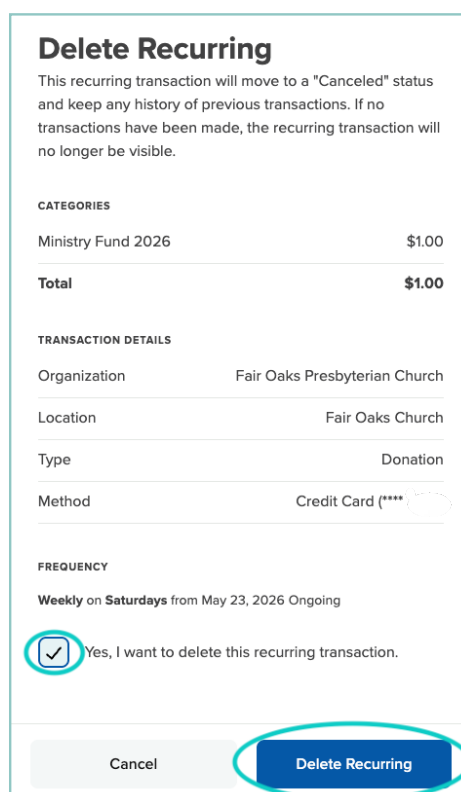 Delete Recurring
This recurring transaction will move to a "Canceled" status
and keep any history of previous transactions. If no
transactions have been made, the recurring transaction will
no longer be visible.
CATEGORIES
Ministry Fund 2026 $1.00
Total $1.00
TRANSACTION DETAILS
Organization Fair Oaks Presbyterian Church
Location Fair Oaks Church
Type Donation
Method Credit Card (****
FREQUENCY
Weekly on Saturdays from May 23, 2026 Ongoing
Yes, I want to delete this recurring transaction.
Cancel Delete Recurring